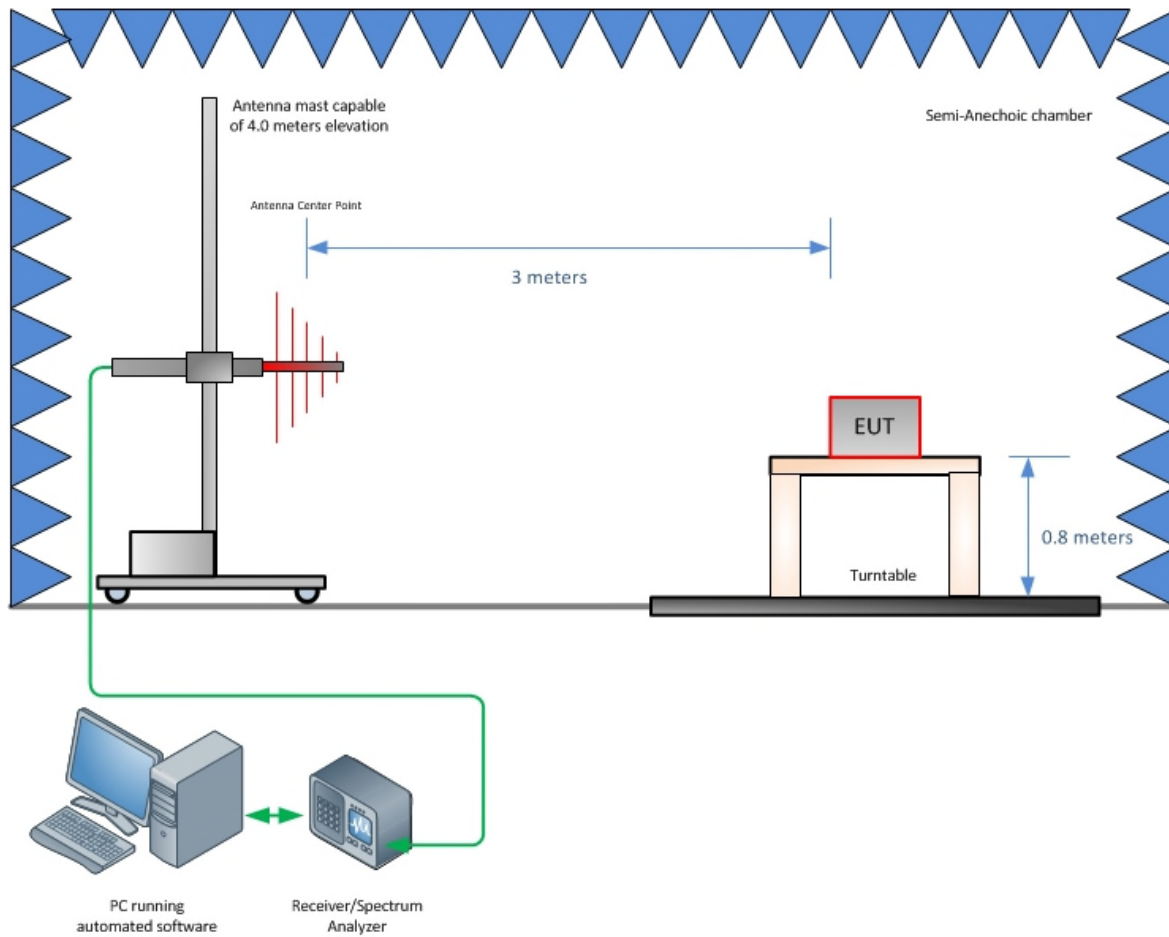 Antenna mast capable
of 4.0 meters elevation
Semi-Anechoic chamber
Antenna Center Point
3 meters
EUT
0.8 meters
Turntable
PC running
automated software
Receiver/Spectrum
Analyzer